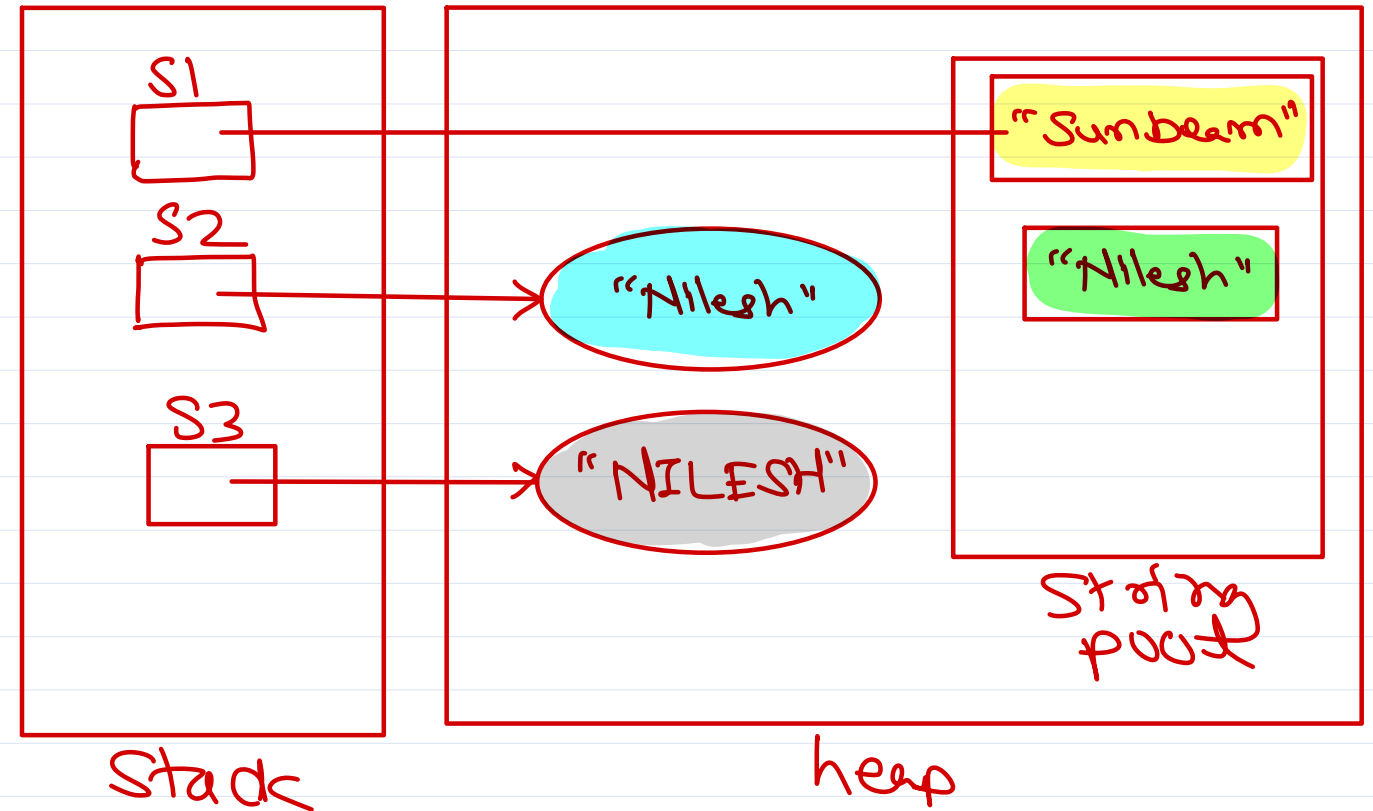 S1
"Sunbeam"
S2
"Nilesh"
"Nilesh"
S3
"NILESH"
String
pool
Stack
heap